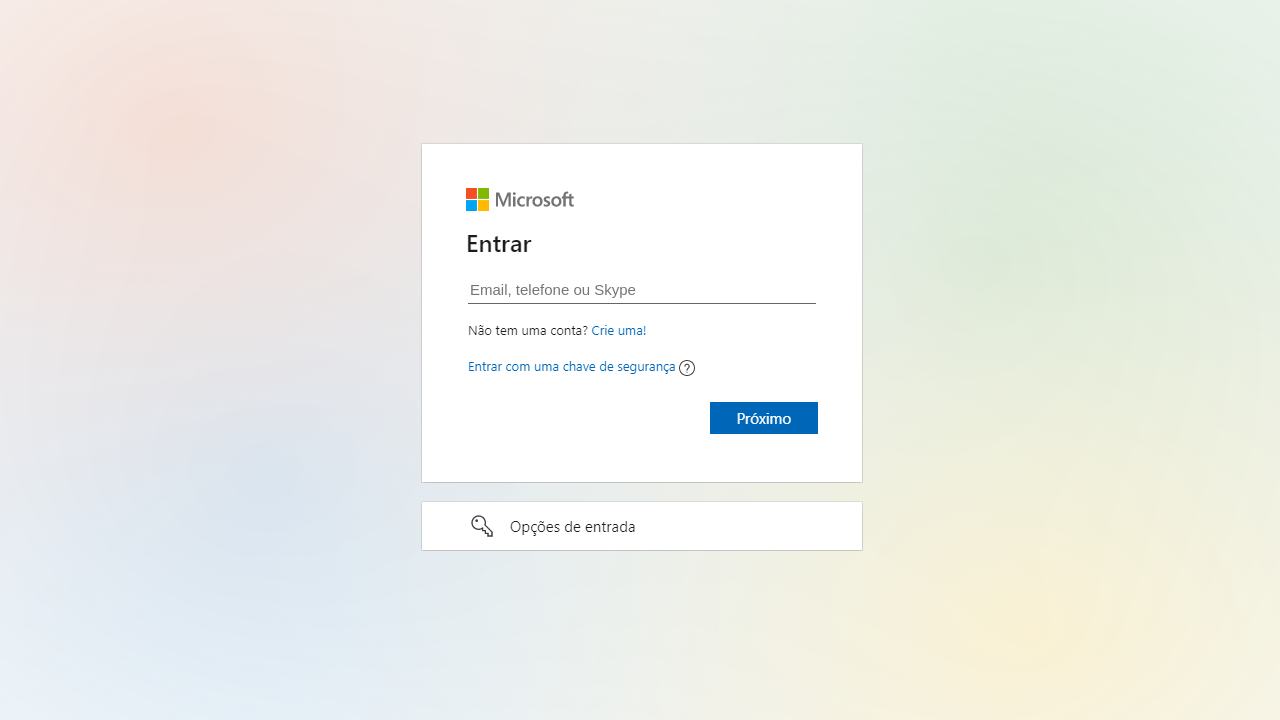 Microsoft
Entrar
Email, telefone ou Skype
Não tem uma conta? Crie uma!
Entrar com uma chave de segurança ?
Próximo
Opções de entrada